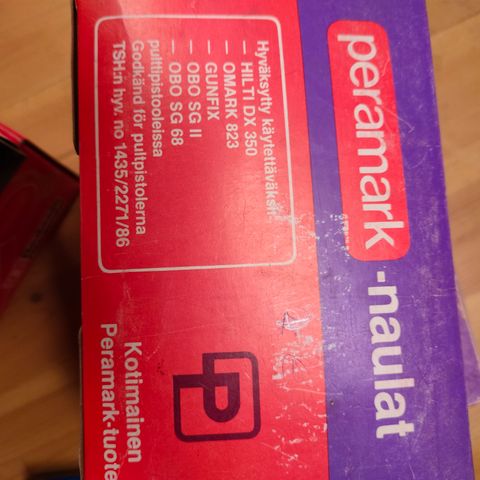 peramark-naulat
Hyväksytty käytettäväksi
— HILTI DX 350
— OMARK 823
— GUNFIX
— OBO SG II
— OBO SG 68
pulttipistooleissa
Godkänd för pultpistolerna
TSH:n hyv. no 1435/2271/86
Kotimainen
Peramark-tuote